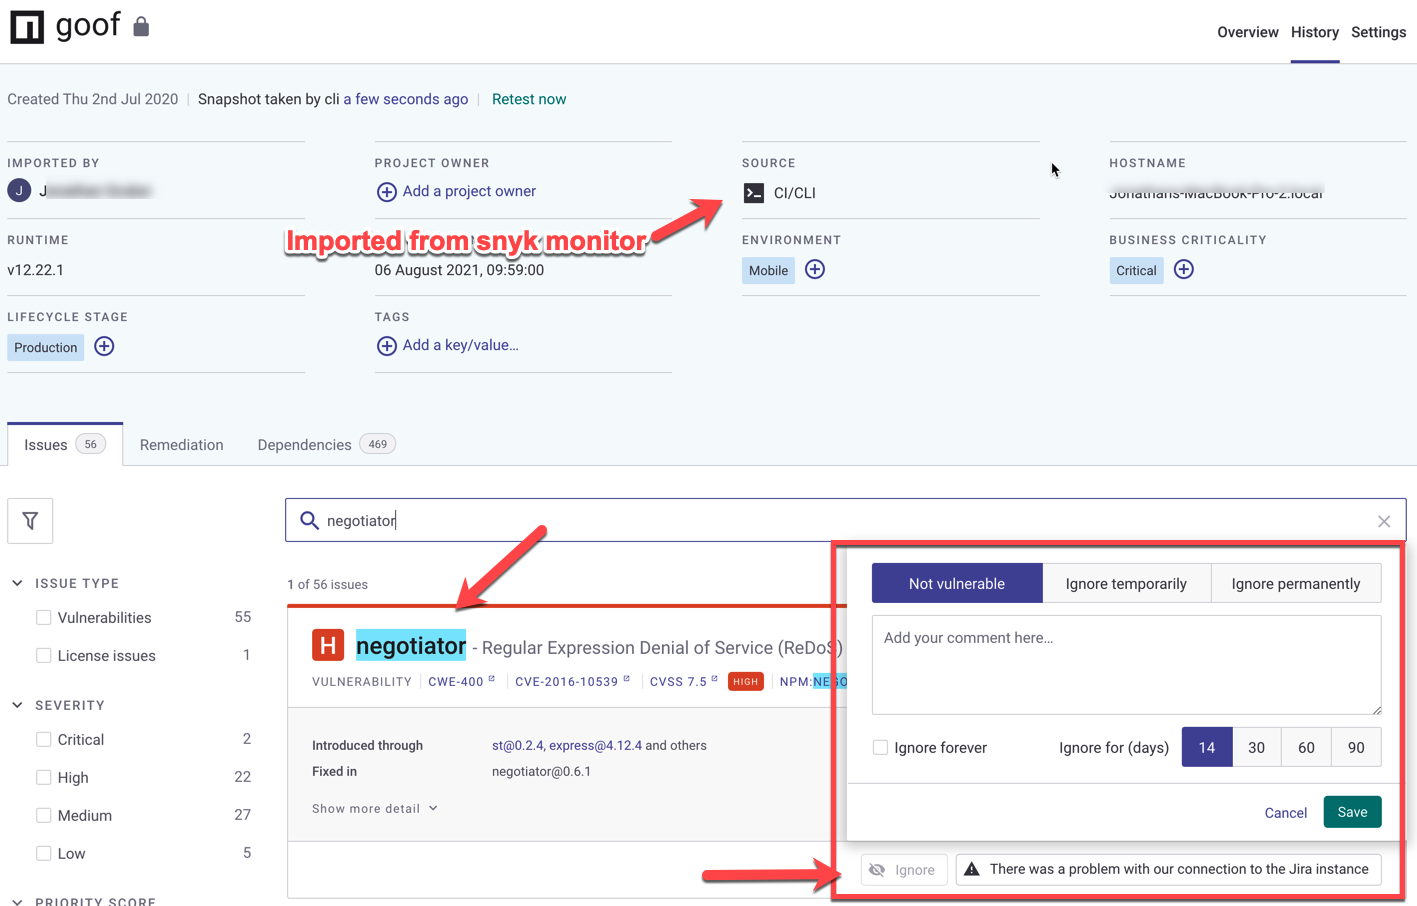 goof
Overview History Settings
Created Thu 2nd Jul 2020 | Snapshot taken by cli a few seconds ago | Retest now
IMPORTED BY PROJECT OWNER SOURCE HOSTNAME
J Add a project owner CI/CLI Jonathans-MacBook-Pro-2.local
Imported from snyk monitor
RUNTIME ENVIRONMENT BUSINESS CRITICALITY
v12.22.1 06 August 2021, 09:59:00 Mobile Critical
LIFECYCLE STAGE TAGS
Production Add a key/value...
Issues 56 Remediation Dependencies 469
negotiator
1 of 56 issues
ISSUE TYPE
Vulnerabilities 55
License issues 1
SEVERITY
Critical 2
High 22
Medium 27
Low 5
PRIORITY SCORE
H negotiator - Regular Expression Denial of Service (ReDoS)
VULNERABILITY | CWE-400 | CVE-2016-10539 | CVSS 7.5 HIGH | NPM:NEGO
Introduced through st@0.2.4, express@4.12.4 and others
Fixed in negotiator@0.6.1
Show more detail
Not vulnerable Ignore temporarily Ignore permanently
Add your comment here...
Ignore forever Ignore for (days) 14 30 60 90
Cancel Save
Ignore There was a problem with our connection to the Jira instance